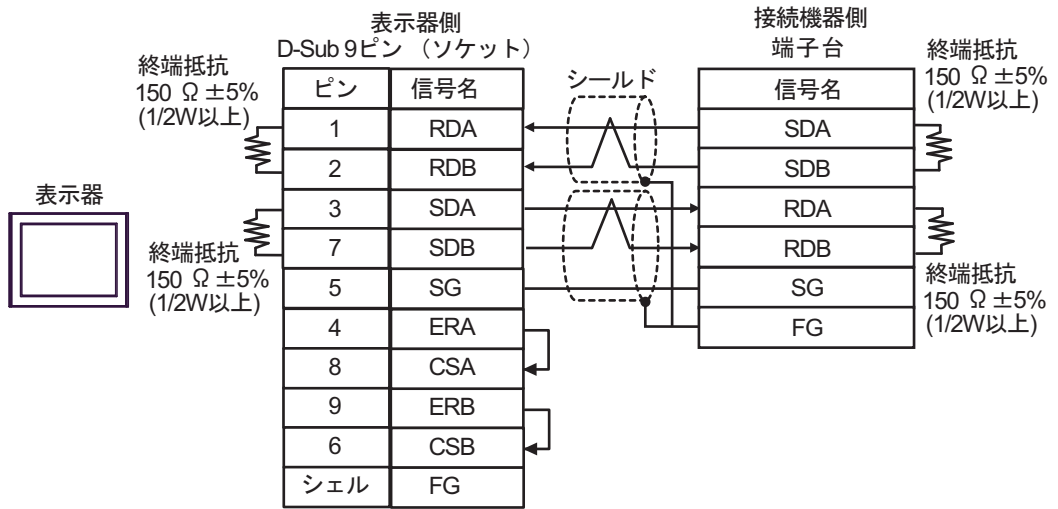 表示器側
D-Sub 9ピン （ソケット）
接続機器側
端子台
終端抵抗
150 Ω ±5%
(1/2W以上)
シールド
終端抵抗
150 Ω ±5%
(1/2W以上)
ピン 信号名
1 RDA
2 RDB
3 SDA
7 SDB
5 SG
4 ERA
8 CSA
9 ERB
6 CSB
シェル FG
信号名
SDA
SDB
RDA
RDB
SG
FG
表示器
終端抵抗
150 Ω ±5%
(1/2W以上)
終端抵抗
150 Ω ±5%
(1/2W以上)